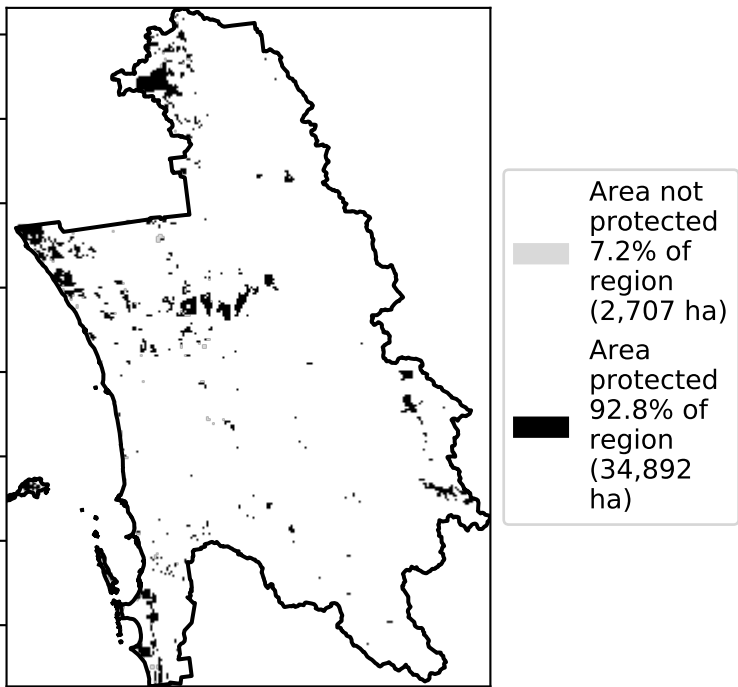 Area not
protected
7.2% of
region
(2,707 ha)
Area
protected
92.8% of
region
(34,892
ha)